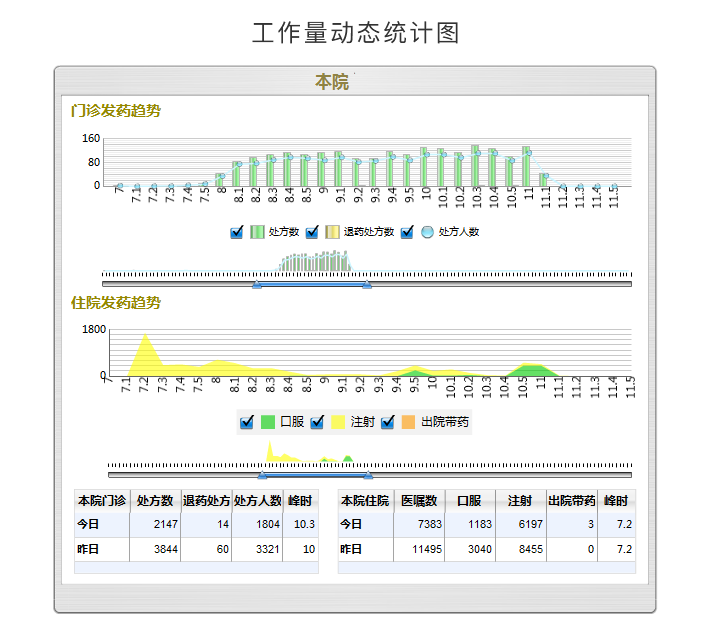 工作量动态统计图
本院
门诊发药趋势
160
80
0
7 7.1 7.2 7.3 7.4 7.5 8 8.1 8.2 8.3 8.4 8.5 9 9.1 9.2 9.3 9.4 9.5 10 10.1 10.2 10.3 10.4 10.5 11 11.1 11.2 11.3 11.4 11.5
处方数 退药处方数 处方人数
住院发药趋势
1800
0
7 7.1 7.2 7.3 7.4 7.5 8 8.1 8.2 8.3 8.4 8.5 9 9.1 9.2 9.3 9.4 9.5 10 10.1 10.2 10.3 10.4 10.5 11 11.1 11.2 11.3 11.4 11.5
口服 注射 出院带药
本院门诊 处方数 退药处方 处方人数 峰时
今日 2147 14 1804 10.3
昨日 3844 60 3321 10
本院住院 医嘱数 口服 注射 出院带药 峰时
今日 7383 1183 6197 3 7.2
昨日 11495 3040 8455 0 7.2